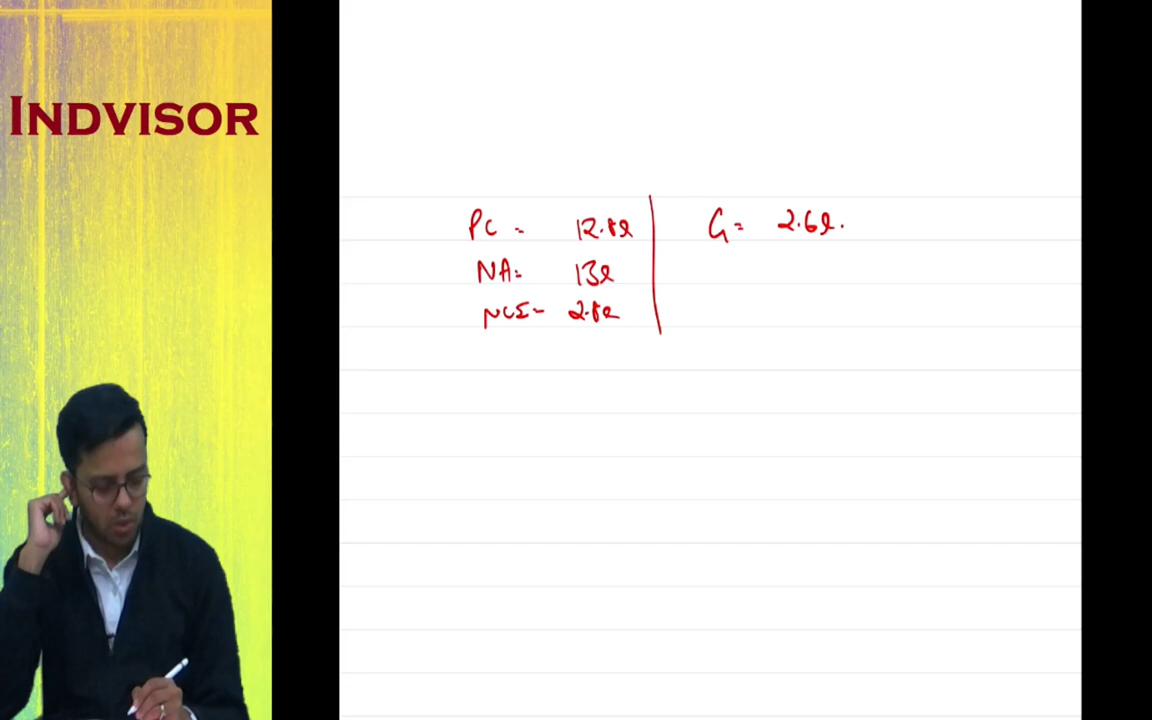 INDVISOR
PC = 12.8l
NA = 13l
NCI = 2.8l
G = 2.6l.